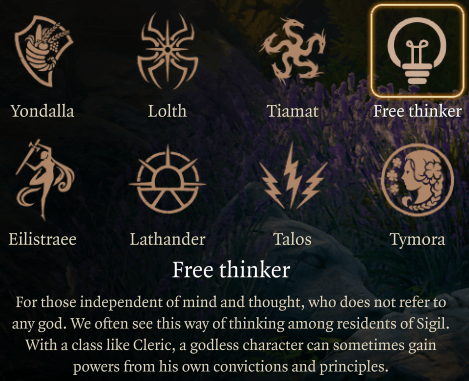 Yondalla Lolth Tiamat Free thinker
Eilistraee Lathander Talos Tymora
Free thinker
For those independent of mind and thought, who does not refer to
any god. We often see this way of thinking among residents of Sigil.
With a class like Cleric, a godless character can sometimes gain
powers from his own convictions and principles.